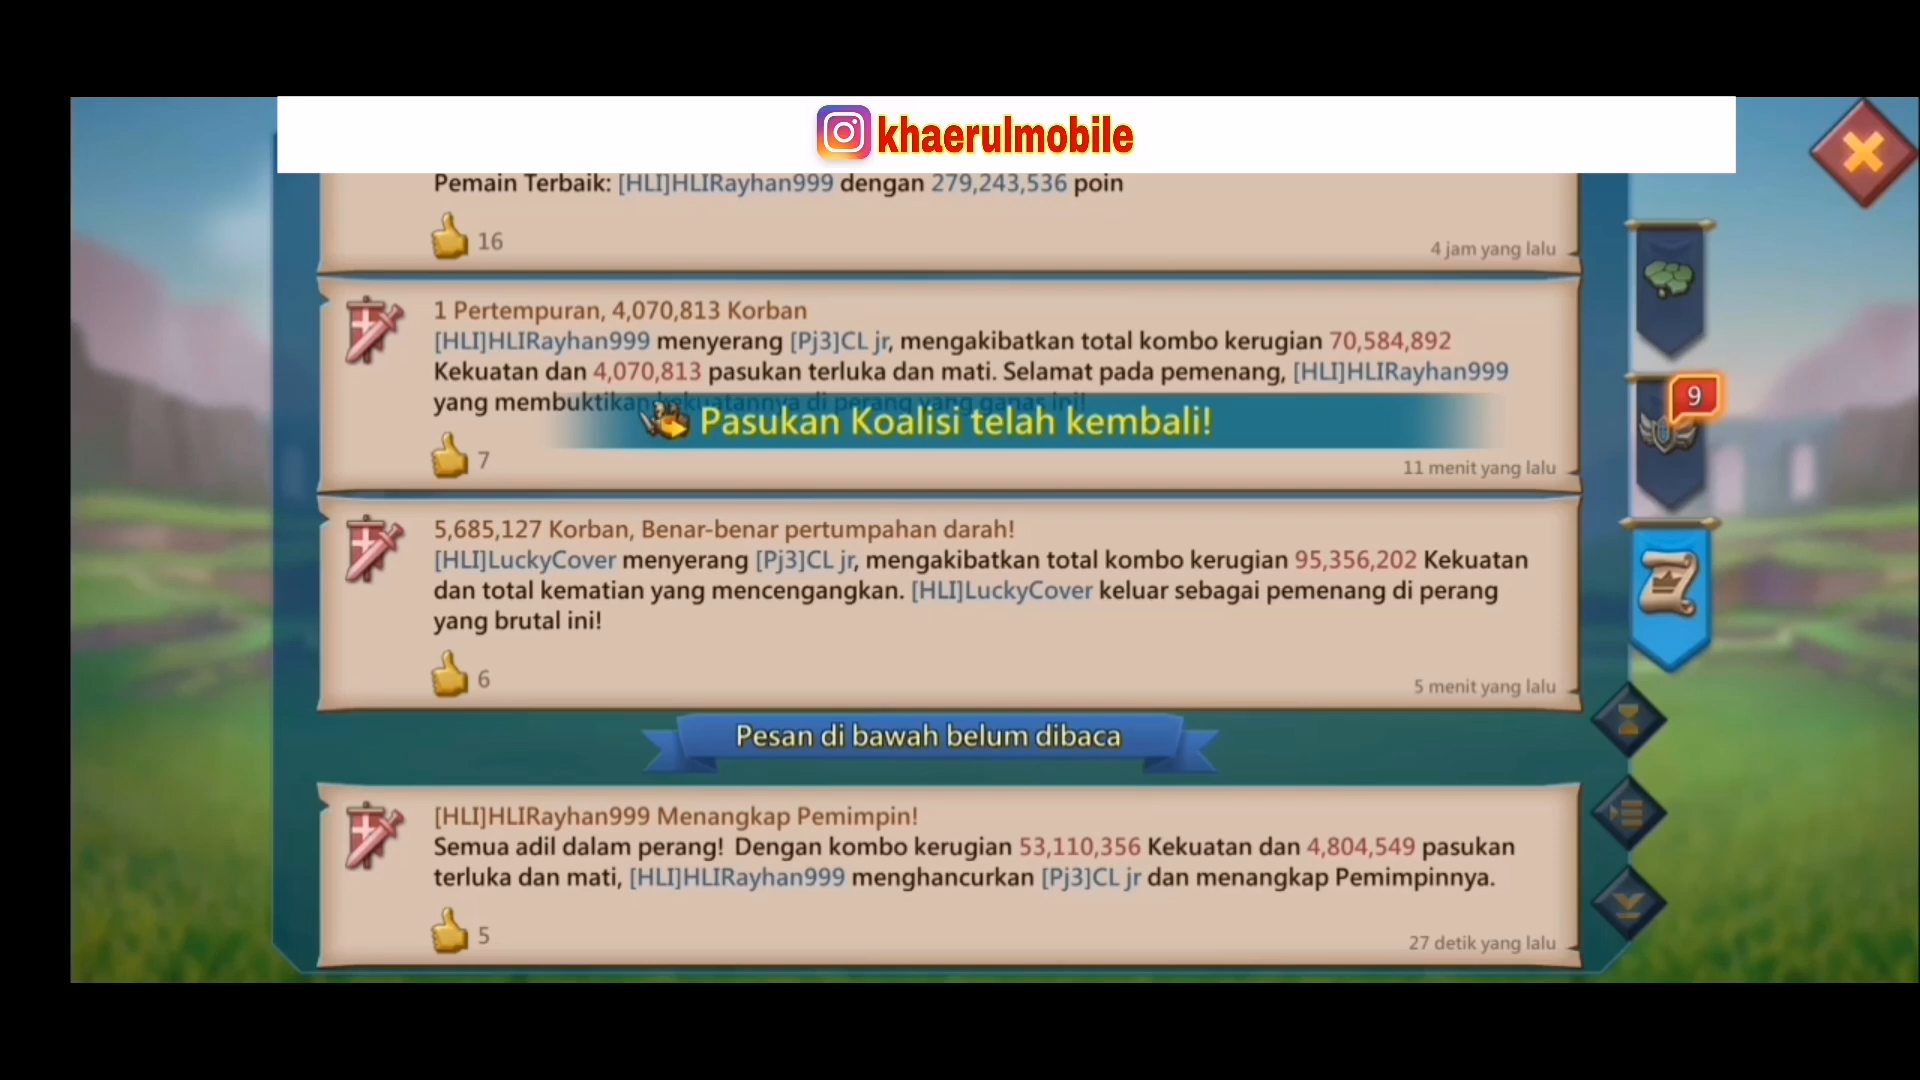 khaerulmobile
Pemain Terbaik: [HLI]HLIRayhan999 dengan 279,243,536 poin
16
4 jam yang lalu
1 Pertempuran, 4,070,813 Korban
[HLI]HLIRayhan999 menyerang [Pj3]CL jr, mengakibatkan total kombo kerugian 70,584,892
Kekuatan dan 4,070,813 pasukan terluka dan mati. Selamat pada pemenang, [HLI]HLIRayhan999
yang membuktikan kekuatannya di perang yang ganas ini!
Pasukan Koalisi telah kembali!
7
11 menit yang lalu
9
5,685,127 Korban, Benar-benar pertumpahan darah!
[HLI]LuckyCover menyerang [Pj3]CL jr, mengakibatkan total kombo kerugian 95,356,202 Kekuatan
dan total kematian yang mencengangkan. [HLI]LuckyCover keluar sebagai pemenang di perang
yang brutal ini!
6
5 menit yang lalu
Pesan di bawah belum dibaca
[HLI]HLIRayhan999 Menangkap Pemimpin!
Semua adil dalam perang! Dengan kombo kerugian 53,110,356 Kekuatan dan 4,804,549 pasukan
terluka dan mati, [HLI]HLIRayhan999 menghancurkan [Pj3]CL jr dan menangkap Pemimpinnya.
5
27 detik yang lalu